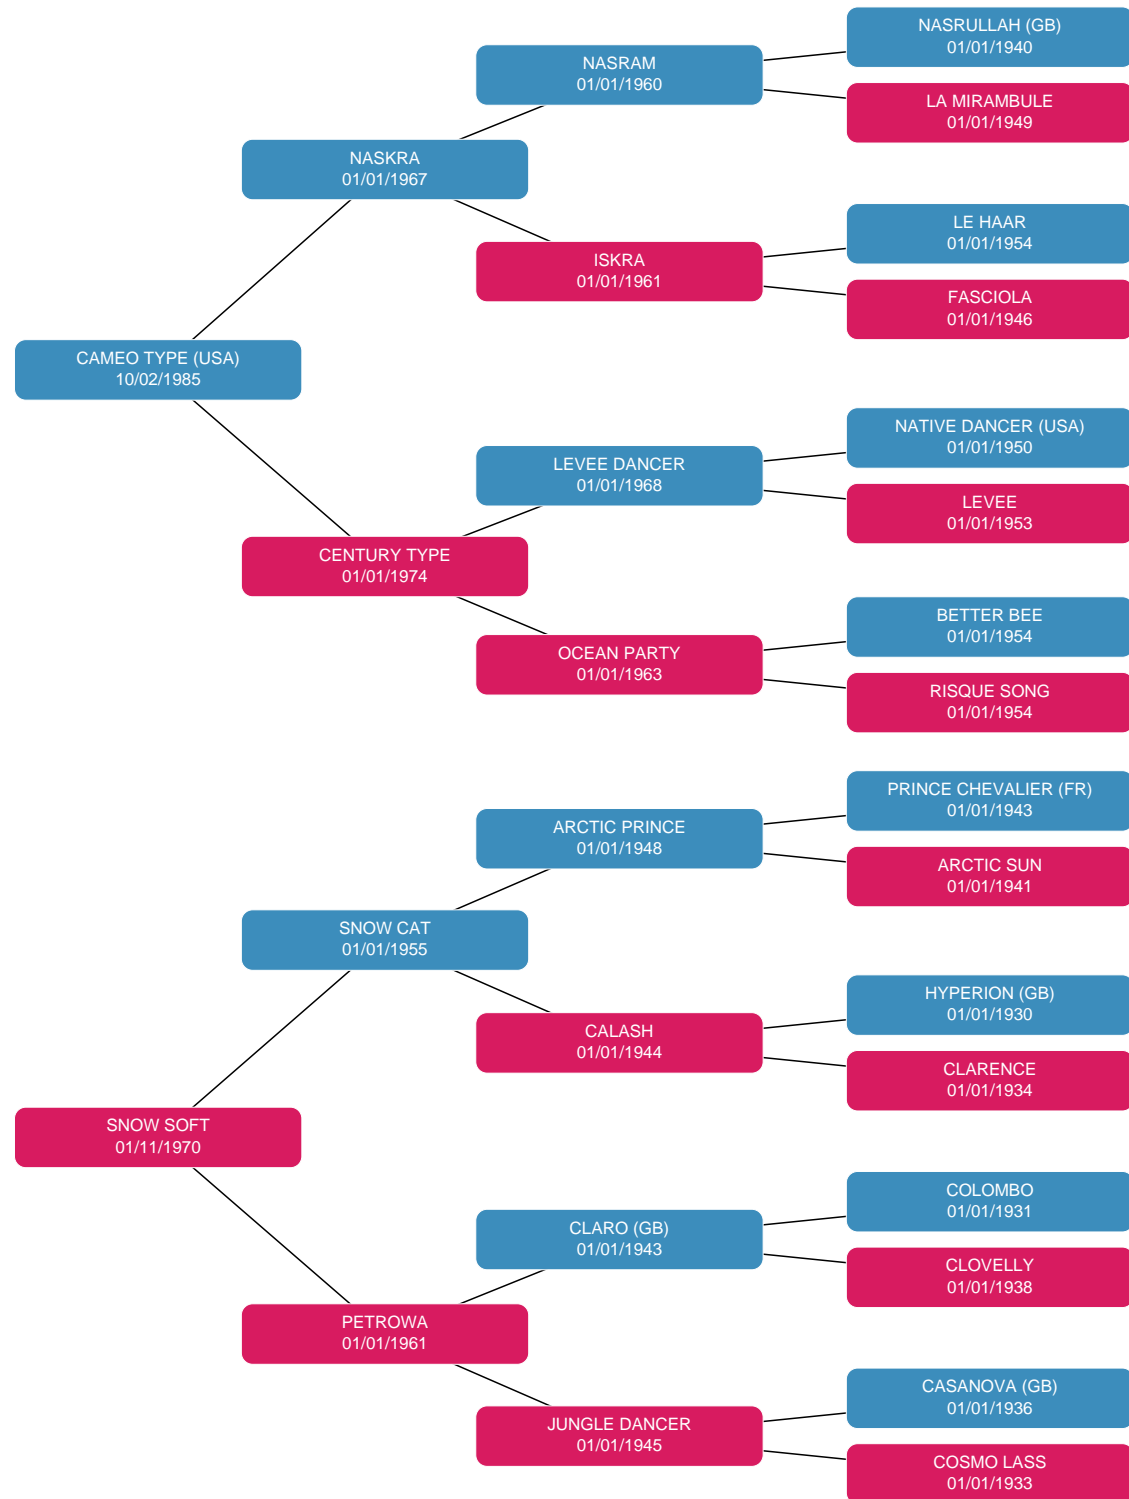 NASRULLAH (GB)
01/01/1940
NASRAM
01/01/1960
LA MIRAMBULE
01/01/1949
NASKRA
01/01/1967
LE HAAR
01/01/1954
ISKRA
01/01/1961
FASCIOLA
01/01/1946
CAMEO TYPE (USA)
10/02/1985
NATIVE DANCER (USA)
01/01/1950
LEVEE DANCER
01/01/1968
LEVEE
01/01/1953
CENTURY TYPE
01/01/1974
BETTER BEE
01/01/1954
OCEAN PARTY
01/01/1963
RISQUE SONG
01/01/1954
PRINCE CHEVALIER (FR)
01/01/1943
ARCTIC PRINCE
01/01/1948
ARCTIC SUN
01/01/1941
SNOW CAT
01/01/1955
HYPERION (GB)
01/01/1930
CALASH
01/01/1944
CLARENCE
01/01/1934
SNOW SOFT
01/11/1970
COLOMBO
01/01/1931
CLARO (GB)
01/01/1943
CLOVELLY
01/01/1938
PETROWA
01/01/1961
CASANOVA (GB)
01/01/1936
JUNGLE DANCER
01/01/1945
COSMO LASS
01/01/1933